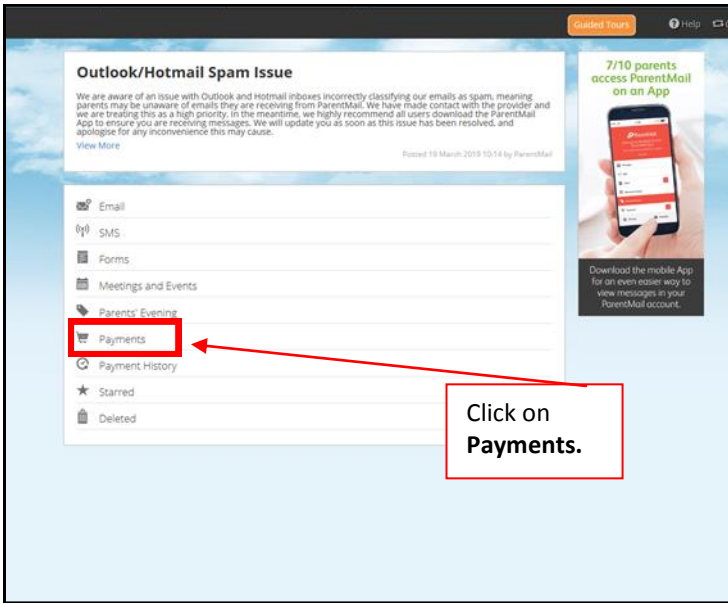 Guided Tours
Help
Outlook/Hotmail Spam Issue
We are aware of an issue with Outlook and Hotmail inboxes incorrectly classifying our emails as spam, meaning
parents may be unaware of emails they are receiving from ParentMail. We have made contact with the provider and
we are treating this as a high priority. In the meantime, we highly recommend all users download the ParentMail
App to ensure you are receiving messages. We will update you as soon as this issue has been resolved, and
apologise for any inconvenience this may cause.
View More
Posted 19 March 2019 10:14 by ParentMail
7/10 parents
access ParentMail
on an App
Download the mobile App
for an even easier way to
view messages in your
ParentMail account.
Email
SMS
Forms
Meetings and Events
Parents' Evening
Payments
Payment History
Starred
Deleted
Click on
Payments.